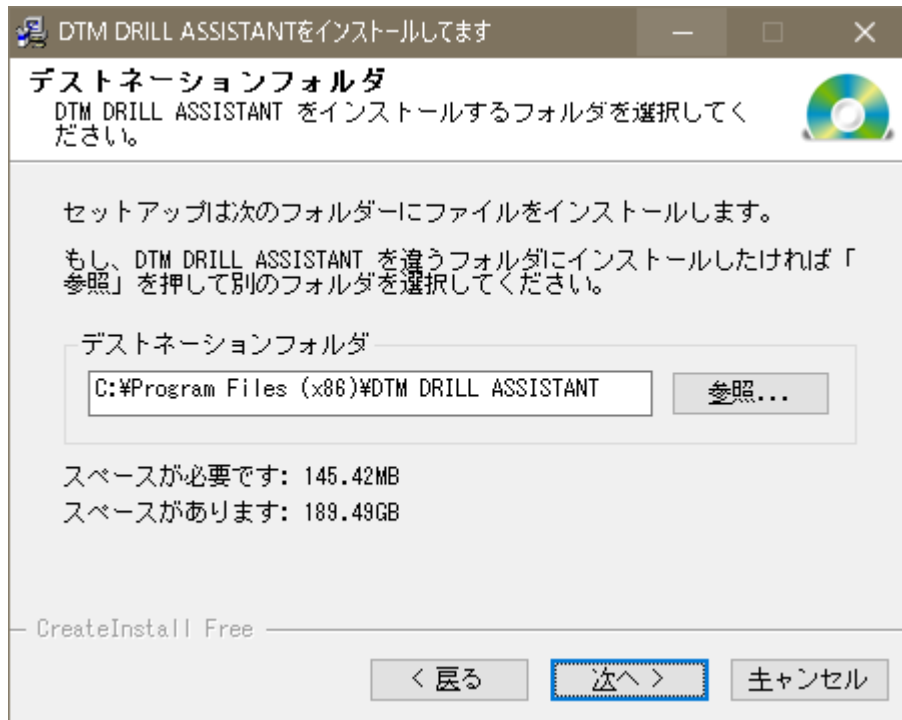 DTM DRILL ASSISTANTをインストールしてます
デストネーションフォルダ
DTM DRILL ASSISTANT をインストールするフォルダを選択してく
ださい。
セットアップは次のフォルダーにファイルをインストールします。
もし、DTM DRILL ASSISTANT を違うフォルダにインストールしたければ「
参照」を押して別のフォルダを選択してください。
デストネーションフォルダ
C:¥Program Files (x86)¥DTM DRILL ASSISTANT
参照...
スペースが必要です: 145.42MB
スペースがあります: 189.49GB
CreateInstall Free
< 戻る
次へ >
キャンセル